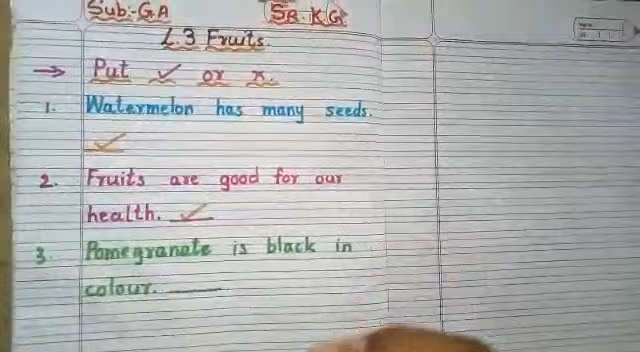 Sub:-G.A
SR.K.G
L.3 Fruits.
→ Put ✓ or x.
1. Watermelon has many seeds.
✓
2. Fruits are good for our
health. ✓
3. Pomegranate is black in
colour. ____